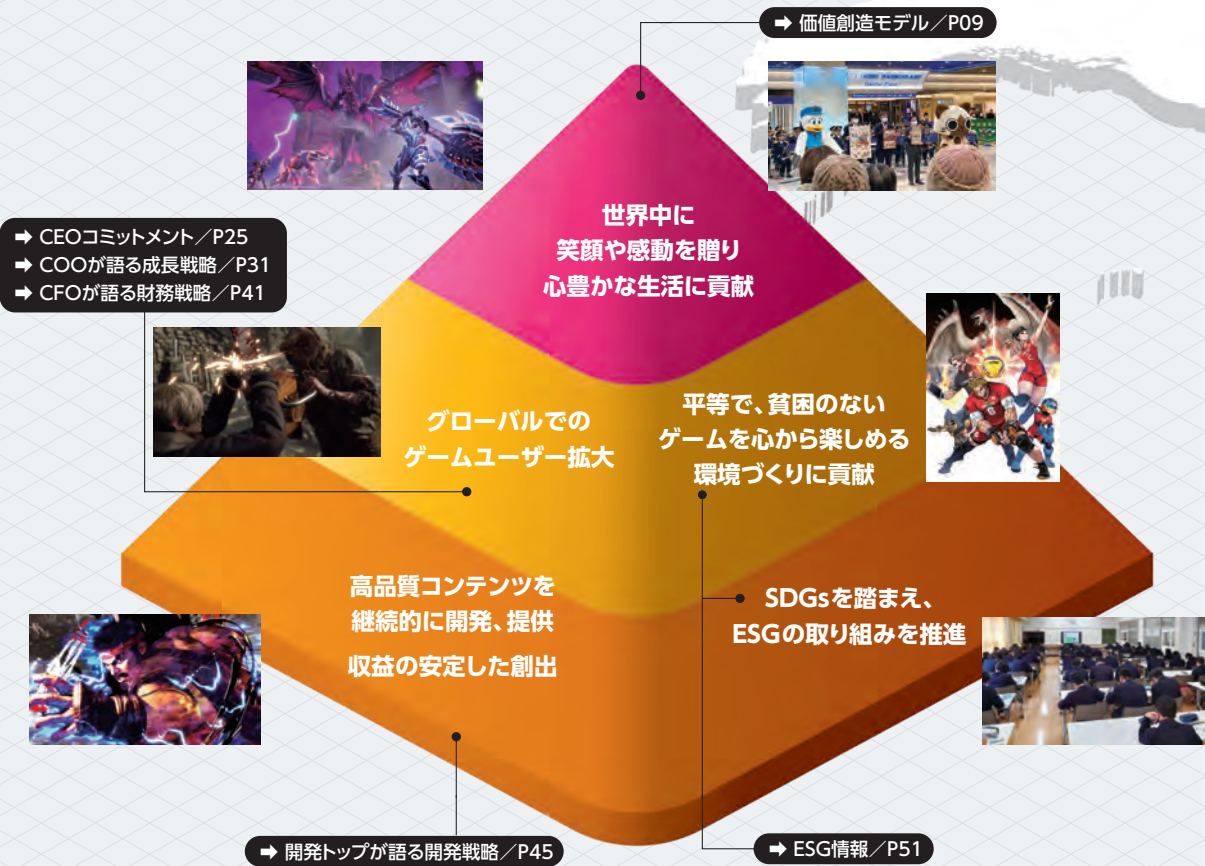 ➡ 価値創造モデル／P09
世界中に
笑顔や感動を贈り
心豊かな生活に貢献
➡ CEOコミットメント／P25
➡ COOが語る成長戦略／P31
➡ CFOが語る財務戦略／P41
グローバルでの
ゲームユーザー拡大
平等で、貧困のない
ゲームを心から楽しめる
環境づくりに貢献
高品質コンテンツを
継続的に開発、提供
収益の安定した創出
SDGsを踏まえ、
ESGの取り組みを推進
➡ 開発トップが語る開発戦略／P45
➡ ESG情報／P51